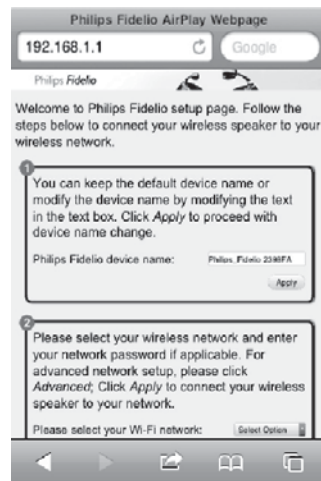 Philips Fidelio AirPlay Webpage
192.168.1.1
Google
Philips Fidelio
Welcome to Philips Fidelio setup page. Follow the
steps below to connect your wireless speaker to your
wireless network.
1
You can keep the default device name or
modify the device name by modifying the text
in the text box. Click Apply to proceed with
device name change.
Philips Fidelio device name:
Apply
2
Please select your wireless network and enter
your network password if applicable. For
advanced network setup, please click
Advanced; Click Apply to connect your wireless
speaker to your network.
Please select your Wi-Fi network: Select Option